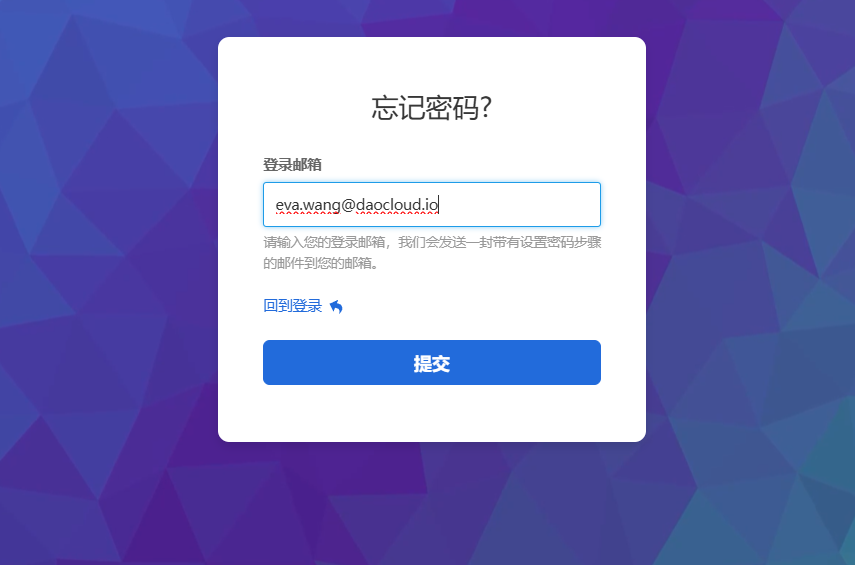 忘记密码?
登录邮箱
eva.wang@daocloud.io
请输入您的登录邮箱，我们会发送一封带有设置密码步骤
的邮件到您的邮箱。
回到登录
提交